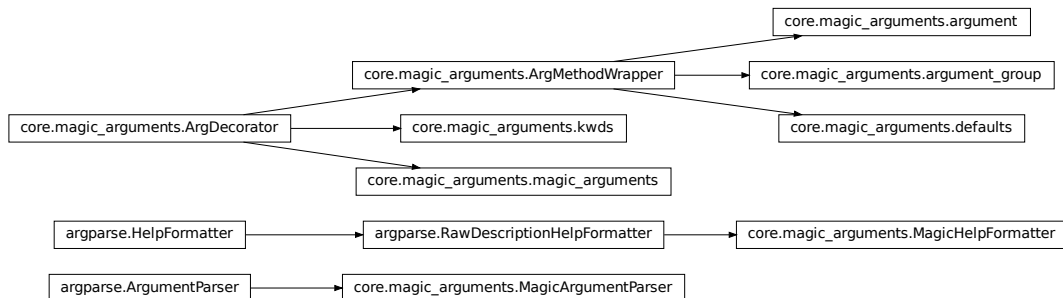 core.magic_arguments.argument
core.magic_arguments.ArgMethodWrapper
core.magic_arguments.argument_group
core.magic_arguments.ArgDecorator
core.magic_arguments.kwds
core.magic_arguments.defaults
core.magic_arguments.magic_arguments
argparse.HelpFormatter
argparse.RawDescriptionHelpFormatter
core.magic_arguments.MagicHelpFormatter
argparse.ArgumentParser
core.magic_arguments.MagicArgumentParser